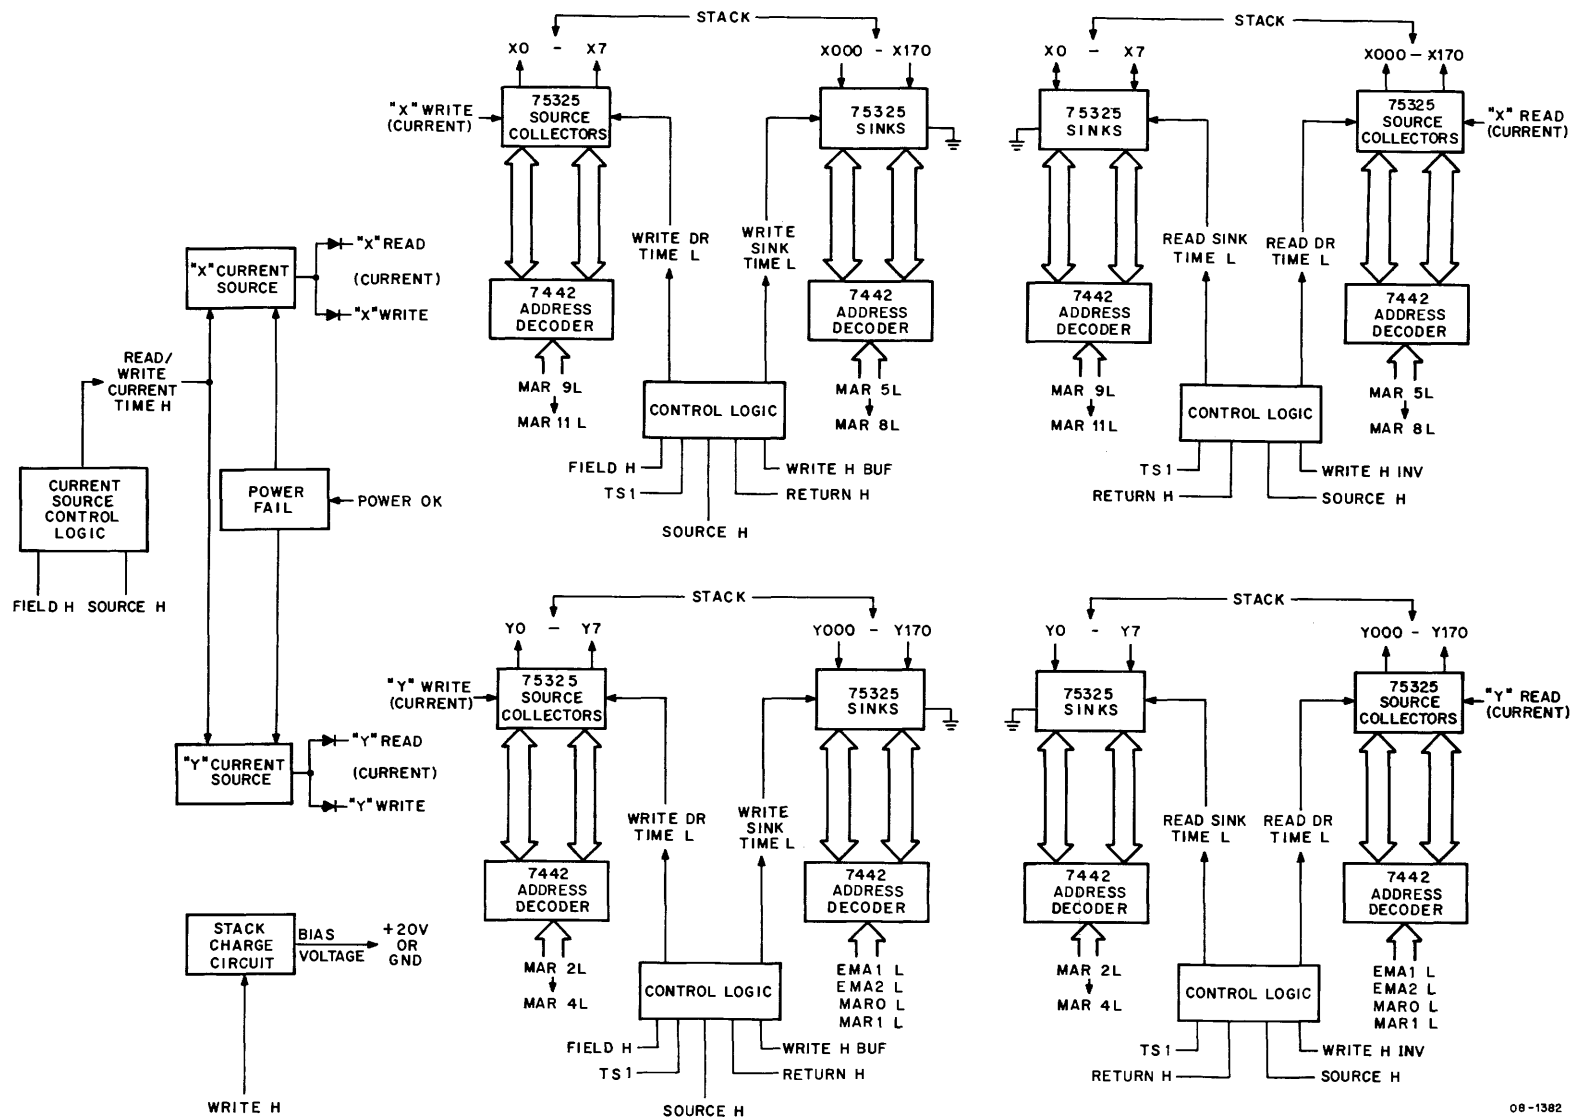 STACK
X0 - X7
X000 - X170
"X" WRITE
(CURRENT)
75325
SOURCE
COLLECTORS
75325
SINKS
WRITE DR
TIME L
WRITE
SINK
TIME L
7442
ADDRESS
DECODER
7442
ADDRESS
DECODER
MAR 9L
MAR 11 L
MAR 5L
MAR 8L
CONTROL LOGIC
FIELD H
TS1
SOURCE H
RETURN H
WRITE H BUF
STACK
X0 - X7
X000 - X170
75325
SINKS
75325
SOURCE
COLLECTORS
"X" READ
(CURRENT)
READ SINK
TIME L
READ DR
TIME L
7442
ADDRESS
DECODER
7442
ADDRESS
DECODER
MAR 9L
MAR 11L
MAR 5L
MAR 8L
CONTROL LOGIC
TS1
RETURN H
WRITE H INV
SOURCE H
"X" CURRENT
SOURCE
"X" READ
(CURRENT)
"X" WRITE
READ/
WRITE
CURRENT
TIME H
CURRENT
SOURCE
CONTROL
LOGIC
FIELD H
SOURCE H
POWER
FAIL
POWER OK
"Y" CURRENT
SOURCE
"Y" READ
(CURRENT)
"Y" WRITE
STACK
CHARGE
CIRCUIT
BIAS
VOLTAGE
+20V
OR
GND
WRITE H
STACK
Y0 - Y7
Y000 - Y170
"Y" WRITE
(CURRENT)
75325
SOURCE
COLLECTORS
75325
SINKS
WRITE DR
TIME L
WRITE
SINK
TIME L
7442
ADDRESS
DECODER
7442
ADDRESS
DECODER
MAR 2L
MAR 4L
EMA1 L
EMA2 L
MAR0 L
MAR1 L
CONTROL LOGIC
FIELD H
TS1
SOURCE H
RETURN H
WRITE H BUF
STACK
Y0 - Y7
Y000 - Y170
75325
SINKS
75325
SOURCE
COLLECTORS
"Y" READ
(CURRENT)
READ SINK
TIME L
READ DR
TIME L
7442
ADDRESS
DECODER
7442
ADDRESS
DECODER
MAR 2L
MAR 4L
EMA1 L
EMA2 L
MAR0 L
MAR1 L
CONTROL LOGIC
TS1
RETURN H
WRITE H INV
SOURCE H
08-1382